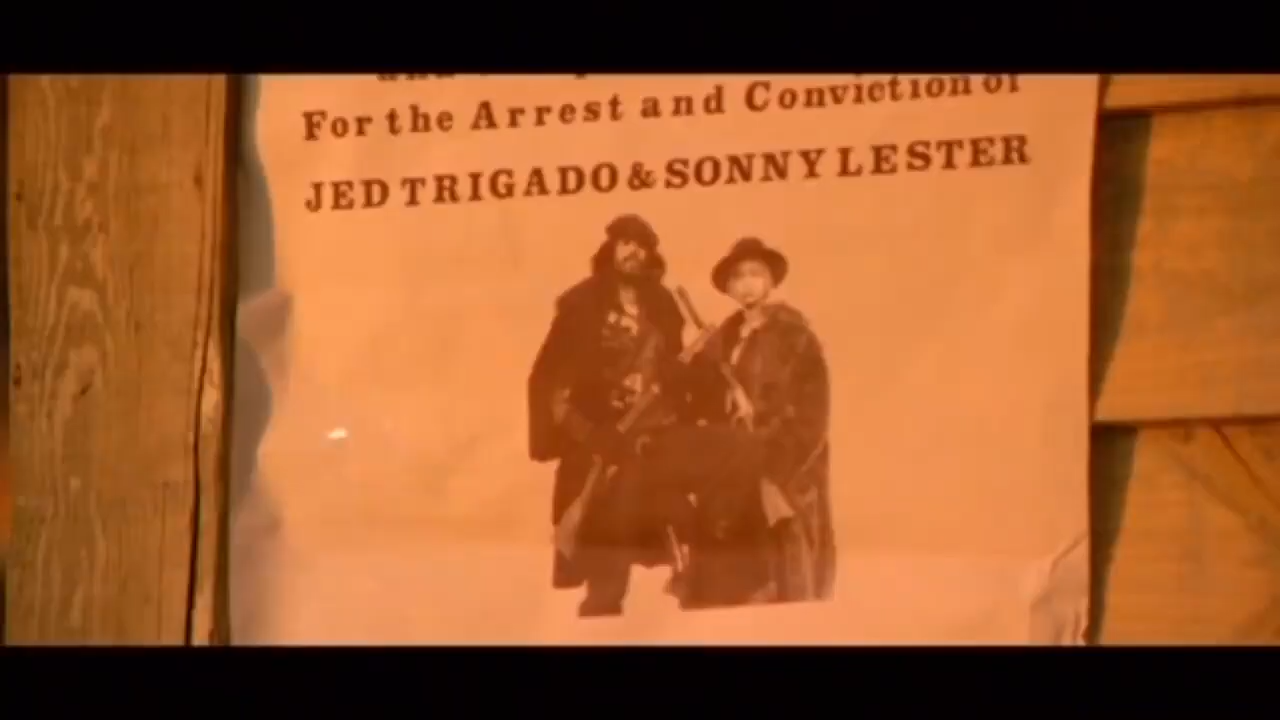 For the Arrest and Conviction of
JED TRIGADO & SONNY LESTER